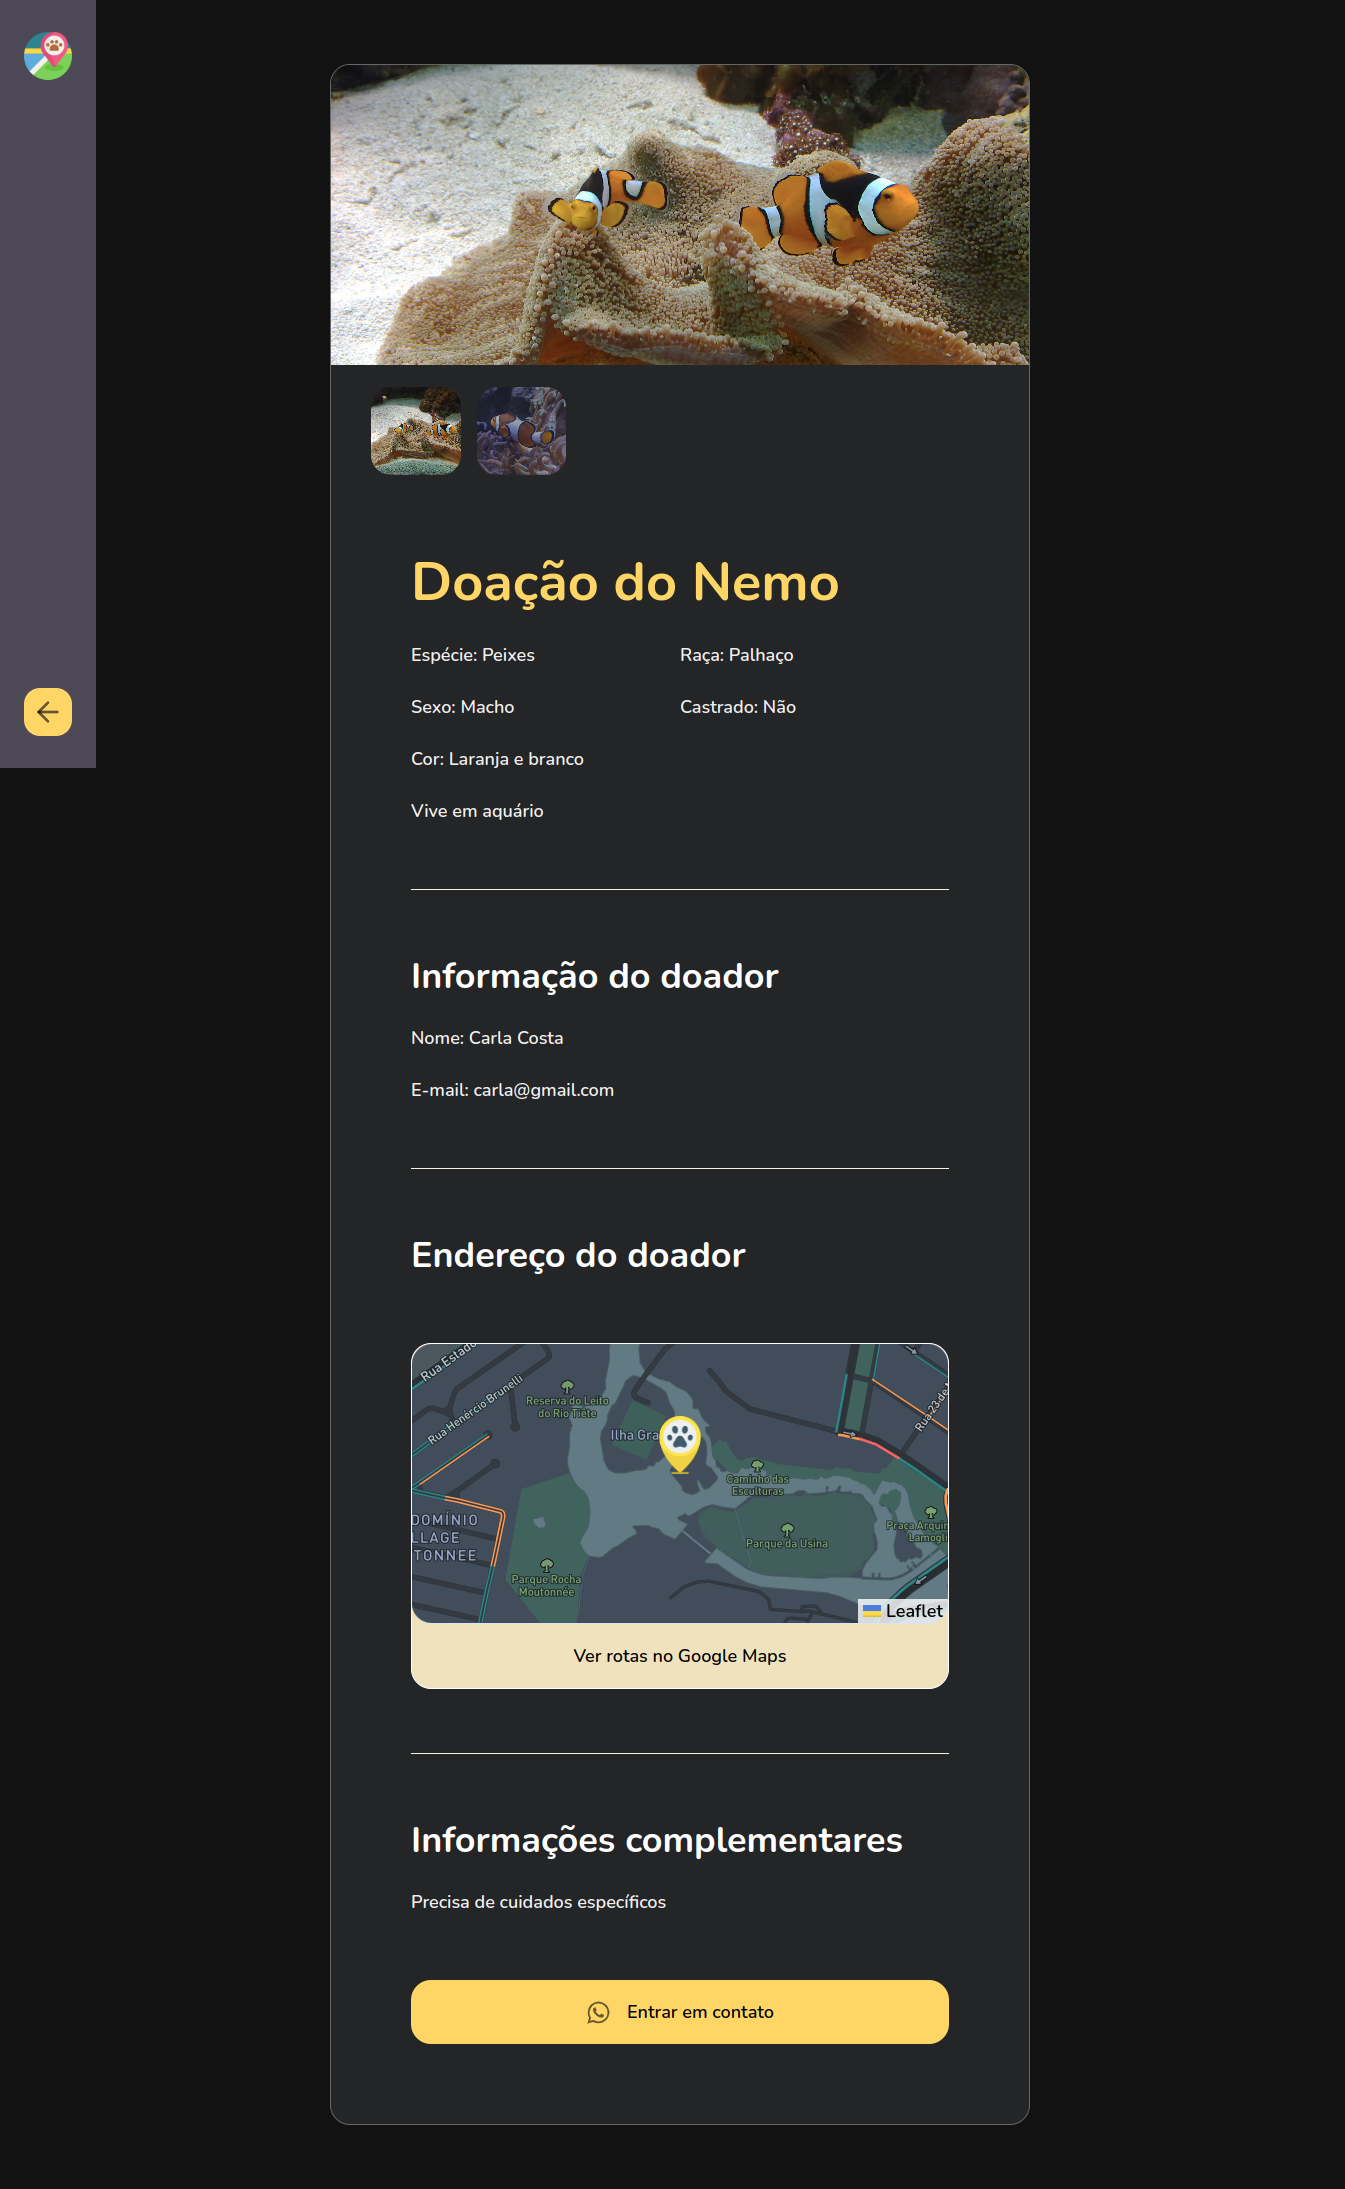 Doação do Nemo
Espécie: Peixes
Raça: Palhaço
Sexo: Macho
Castrado: Não
Cor: Laranja e branco
Vive em aquário
Informação do doador
Nome: Carla Costa
E-mail: carla@gmail.com
Endereço do doador
Rua Estado
Rua Henércio Brunelli
Reserva do Leito
do Rio Tiete
Ilha Gra
Rua 23 de
Caminho das
Esculturas
DOMÍNIO
LLAGE
TONNEE
Praça Arquin
Lamogli
Parque da Usina
Parque Rocha
Moutonnée
Leaflet
Ver rotas no Google Maps
Informações complementares
Precisa de cuidados específicos
Entrar em contato